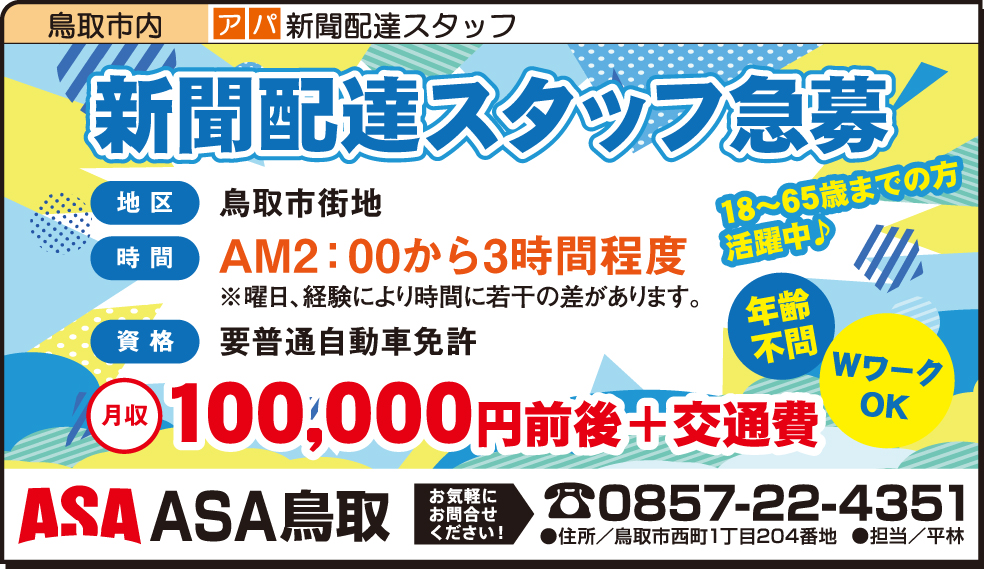 鳥取市内 アパ 新聞配達スタッフ
新聞配達スタッフ急募
地区 鳥取市街地
時間 AM2：00から3時間程度
※曜日、経験により時間に若干の差があります。
資格 要普通自動車免許
18〜65歳までの方
活躍中♪
年齢
不問
Wワーク
OK
月収 100,000円前後＋交通費
ASA ASA鳥取
お気軽に
お問合せ
ください！
☎0857-22-4351
●住所／鳥取市西町1丁目204番地 ●担当／平林